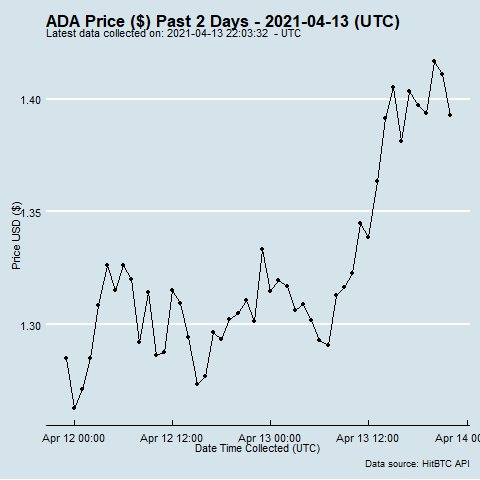 ADA Price ($) Past 2 Days - 2021-04-13 (UTC)
Latest data collected on: 2021-04-13 22:03:32 - UTC
1.40
1.35
1.30
Price USD ($)
Apr 12 00:00
Apr 12 12:00
Apr 13 00:00
Apr 13 12:00
Apr 14 00
Date Time Collected (UTC)
Data source: HitBTC API